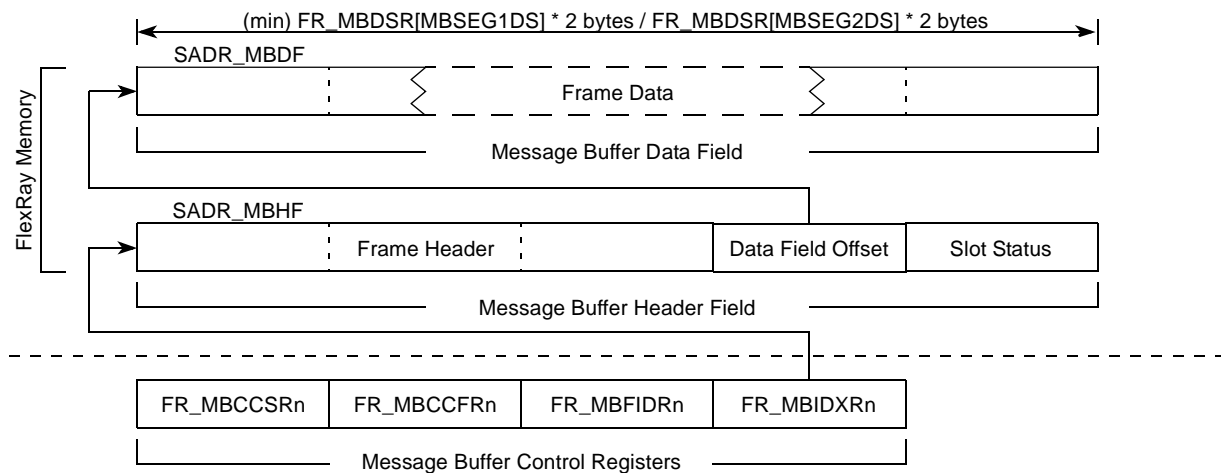 (min) FR_MBDSR[MBSEG1DS] * 2 bytes / FR_MBDSR[MBSEG2DS] * 2 bytes
SADR_MBDF
Frame Data
Message Buffer Data Field
FlexRay Memory
SADR_MBHF
Frame Header
Data Field Offset
Slot Status
Message Buffer Header Field
FR_MBCCSRn
FR_MBCCFRn
FR_MBFIDRn
FR_MBIDXRn
Message Buffer Control Registers